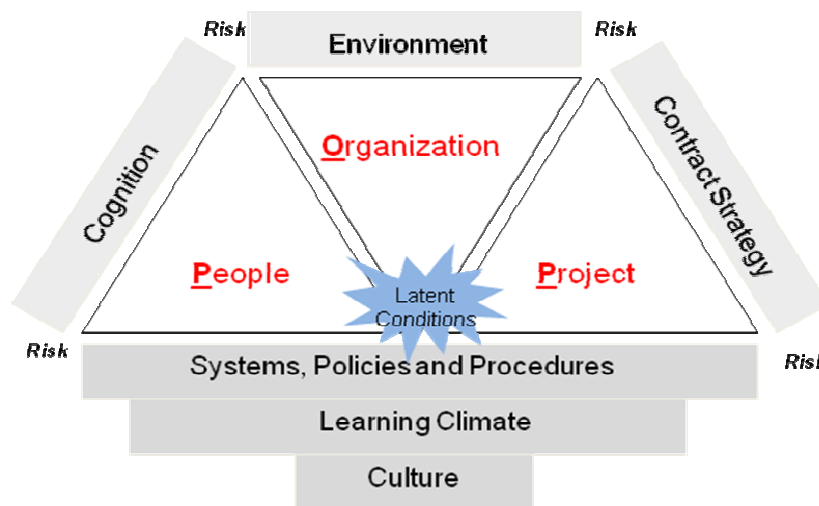 Risk
Environment
Risk
Cognition
Organization
Contract Strategy
People
Project
Latent
Conditions
Risk
Risk
Systems, Policies and Procedures
Learning Climate
Culture